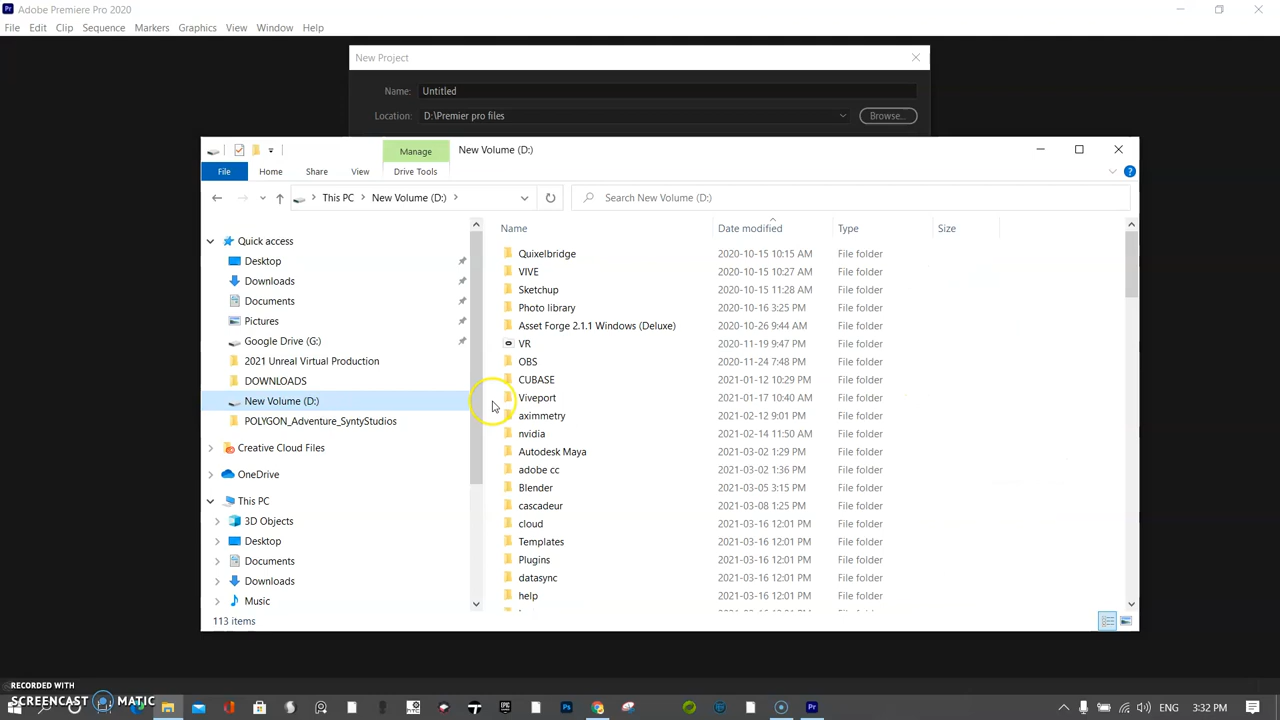 Adobe Premiere Pro 2020
File Edit Clip Sequence Markers Graphics View Window Help
New Project
Name: Untitled
Location: D:\Premier pro files Browse...
Manage New Volume (D:)
File Home Share View Drive Tools
This PC New Volume (D:) Search New Volume (D:)
Name Date modified Type Size
Quick access
Desktop
Downloads
Documents
Pictures
Google Drive (G:)
2021 Unreal Virtual Production
DOWNLOADS
New Volume (D:)
POLYGON_Adventure_SyntyStudios
Creative Cloud Files
OneDrive
This PC
3D Objects
Desktop
Documents
Downloads
Music
Quixelbridge 2020-10-15 10:15 AM File folder
VIVE 2020-10-15 10:27 AM File folder
Sketchup 2020-10-15 11:28 AM File folder
Photo library 2020-10-16 3:25 PM File folder
Asset Forge 2.1.1 Windows (Deluxe) 2020-10-26 9:44 AM File folder
VR 2020-11-19 9:47 PM File folder
OBS 2020-11-24 7:48 PM File folder
CUBASE 2021-01-12 10:29 PM File folder
Viveport 2021-01-17 10:40 AM File folder
aximmetry 2021-02-12 9:01 PM File folder
nvidia 2021-02-14 11:50 AM File folder
Autodesk Maya 2021-03-02 1:29 PM File folder
adobe cc 2021-03-02 1:36 PM File folder
Blender 2021-03-05 3:15 PM File folder
cascadeur 2021-03-08 1:25 PM File folder
cloud 2021-03-16 12:01 PM File folder
Templates 2021-03-16 12:01 PM File folder
Plugins 2021-03-16 12:01 PM File folder
datasync 2021-03-16 12:01 PM File folder
help 2021-03-16 12:01 PM File folder
113 items
RECORDED WITH
SCREENCAST MATIC
ENG 3:32 PM